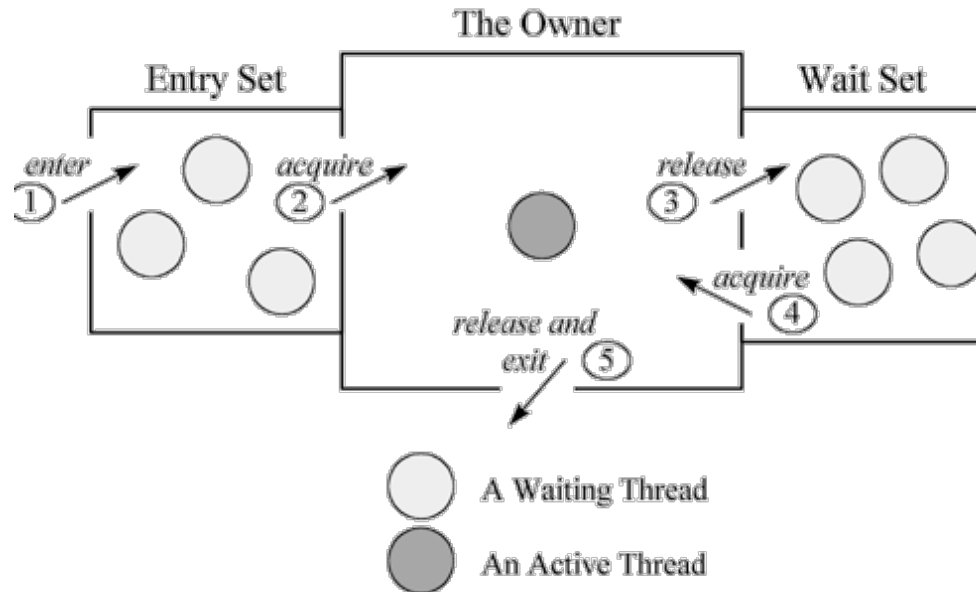 The Owner
Entry Set
Wait Set
enter
1
acquire
2
release
3
acquire
4
release and
exit
5
A Waiting Thread
An Active Thread